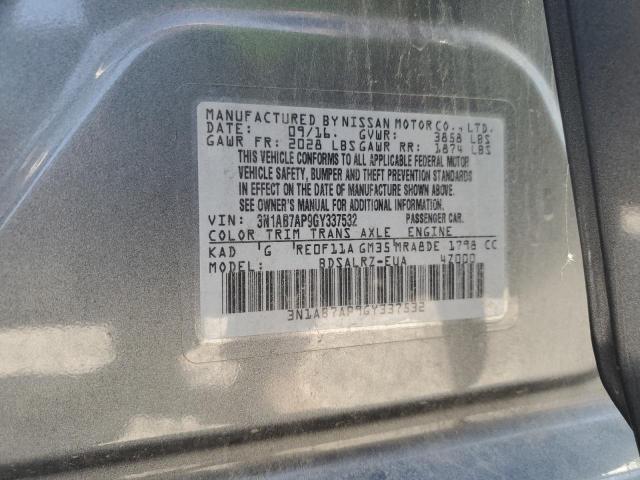 MANUFACTURED BY NISSAN MOTOR CO., LTD.
DATE: 09/16. GVWR: 3858 LBS
GAWR FR: 2028 LBS GAWR RR: 1874 LBS
THIS VEHICLE CONFORMS TO ALL APPLICABLE FEDERAL MOTOR
VEHICLE SAFETY, BUMPER AND THEFT PREVENTION STANDARDS
IN EFFECT ON THE DATE OF MANUFACTURE SHOWN ABOVE.
SEE OWNER'S MANUAL FOR ADDITIONAL INFORMATION
VIN: 3N1AB7AP9GY337532 PASSENGER CAR.
COLOR TRIM TRANS AXLE ENGINE
KAD 'G RE0F11A GM35 MRA8DE 1798 CC
MODEL: BDSALRZ-EUA 4Z000
3N1AB7AP9GY337532